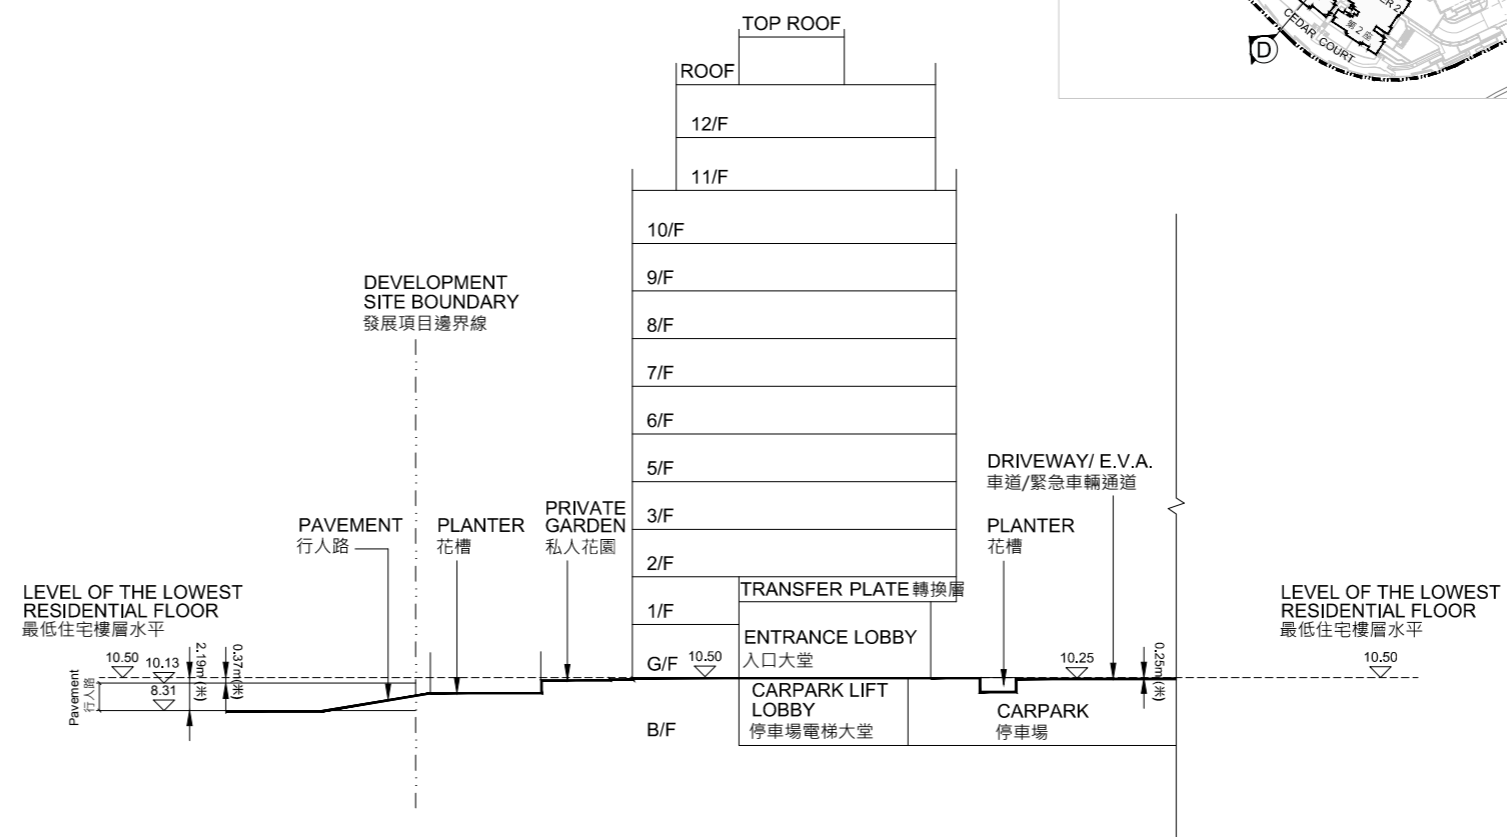 TOP ROOF
ROOF
12/F
11/F
10/F
9/F
8/F
7/F
6/F
5/F
3/F
2/F
1/F
G/F
B/F
CEDAR COURT
第2座
D
DEVELOPMENT
SITE BOUNDARY
發展項目邊界線
PAVEMENT
行人路
PLANTER
花槽
PRIVATE
GARDEN
私人花園
TRANSFER PLATE 轉換層
ENTRANCE LOBBY
入口大堂
10.50
CARPARK LIFT
LOBBY
停車場電梯大堂
DRIVEWAY/ E.V.A.
車道/緊急車輛通道
PLANTER
花槽
10.25
0.25m(米)
CARPARK
停車場
LEVEL OF THE LOWEST
RESIDENTIAL FLOOR
最低住宅樓層水平
10.50
10.13
8.31
2.19m(米)
0.37m(米)
Pavement
行人路
LEVEL OF THE LOWEST
RESIDENTIAL FLOOR
最低住宅樓層水平
10.50